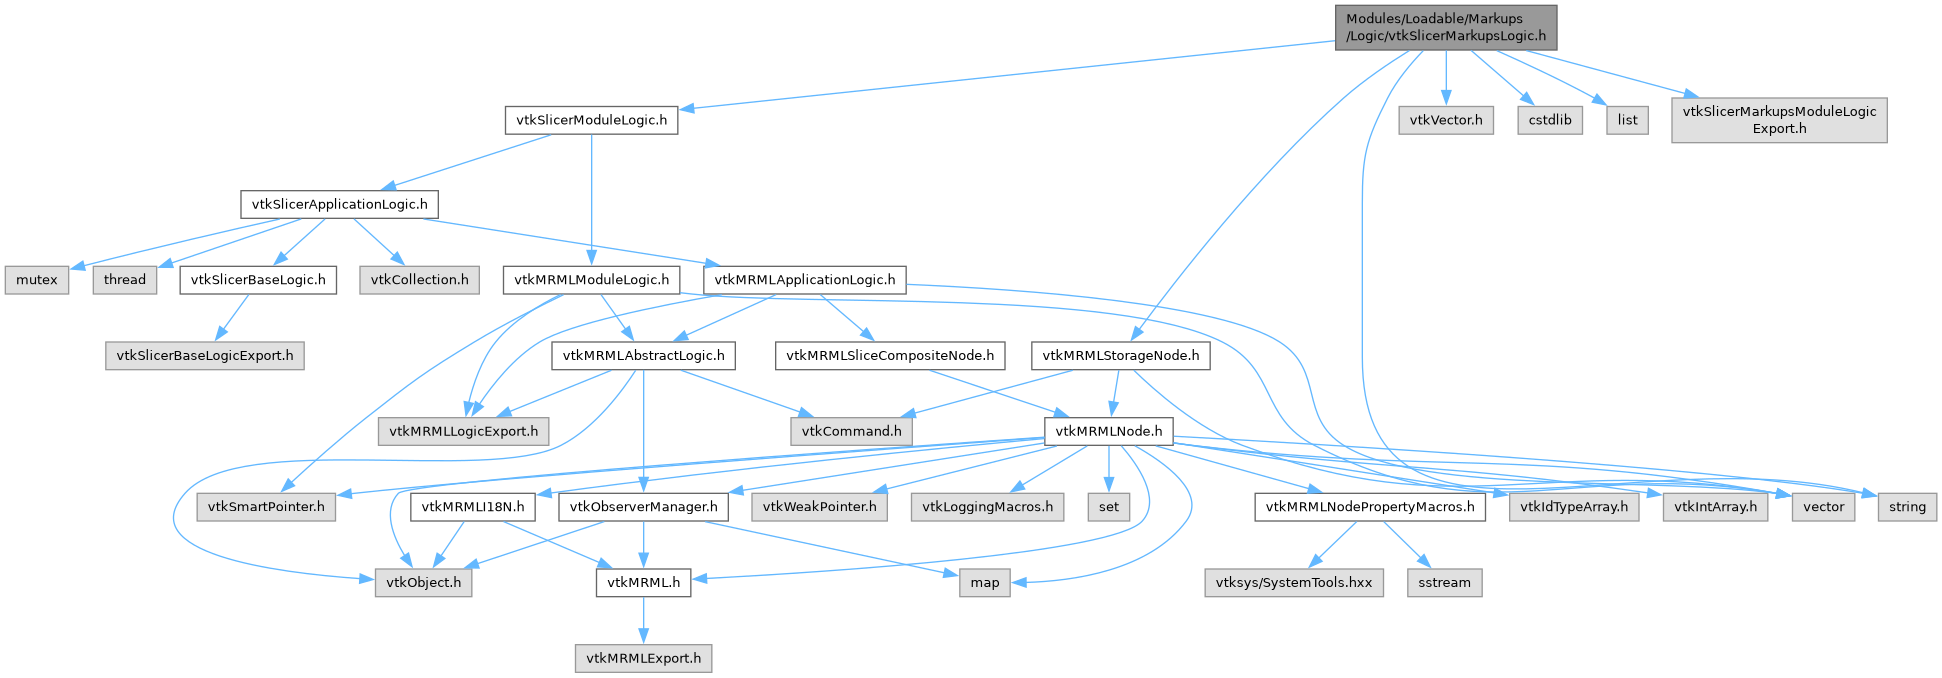 Modules/Loadable/Markups
/Logic/vtkSlicerMarkupsLogic.h
vtkSlicerModuleLogic.h
vtkVector.h
cstdlib
list
vtkSlicerMarkupsModuleLogic
Export.h
vtkSlicerApplicationLogic.h
mutex
thread
vtkSlicerBaseLogic.h
vtkCollection.h
vtkMRMLModuleLogic.h
vtkMRMLApplicationLogic.h
vtkSlicerBaseLogicExport.h
vtkMRMLAbstractLogic.h
vtkMRMLSliceCompositeNode.h
vtkMRMLStorageNode.h
vtkMRMLLogicExport.h
vtkCommand.h
vtkMRMLNode.h
vtkSmartPointer.h
vtkMRMLI18N.h
vtkObserverManager.h
vtkWeakPointer.h
vtkLoggingMacros.h
set
vtkMRMLNodePropertyMacros.h
vtkIdTypeArray.h
vtkIntArray.h
vector
string
vtkObject.h
vtkMRML.h
map
vtksys/SystemTools.hxx
sstream
vtkMRMLExport.h